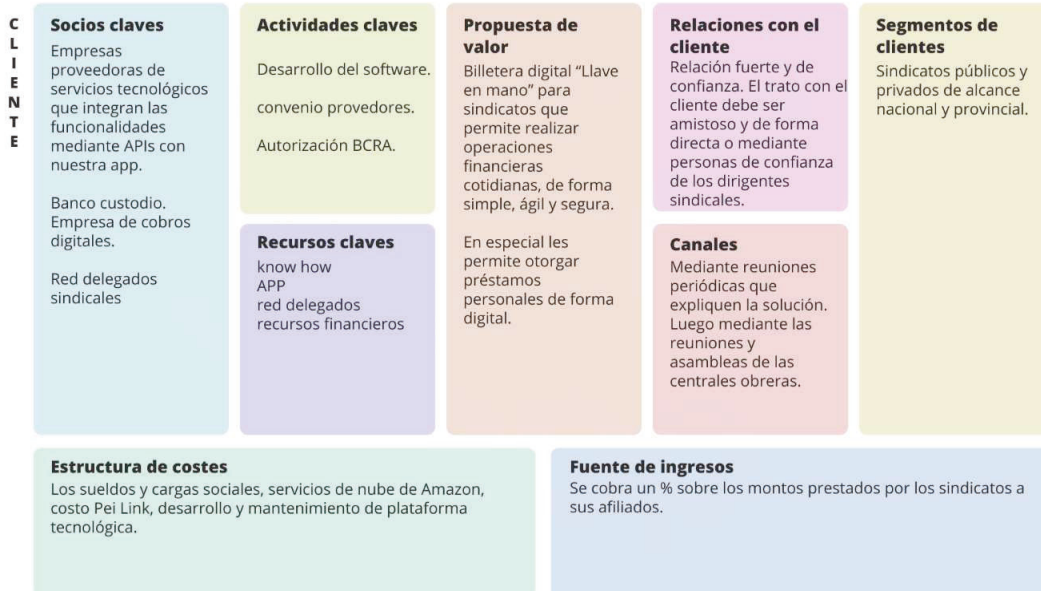 CLIENTE
Socios claves
Empresas
proveedoras de
servicios tecnológicos
que integran las
funcionalidades
mediante APIs con
nuestra app.
Banco custodio.
Empresa de cobros
digitales.
Red delegados
sindicales
Actividades claves
Desarrollo del software.
convenio provedores.
Autorización BCRA.
Recursos claves
know how
APP
red delegados
recursos financieros
Propuesta de
valor
Billetera digital “Llave
en mano” para
sindicatos que
permite realizar
operaciones
financieras
cotidianas, de forma
simple, ágil y segura.
En especial les
permite otorgar
préstamos
personales de forma
digital.
Relaciones con el
cliente
Relación fuerte y de
confianza. El trato con el
cliente debe ser
amistoso y de forma
directa o mediante
personas de confianza
de los dirigentes
sindicales.
Canales
Mediante reuniones
periódicas que
expliquen la solución.
Luego mediante las
reuniones y
asambleas de las
centrales obreras.
Segmentos de
clientes
Sindicatos públicos y
privados de alcance
nacional y provincial.
Estructura de costes
Los sueldos y cargas sociales, servicios de nube de Amazon,
costo Pei Link, desarrollo y mantenimiento de plataforma
tecnológica.
Fuente de ingresos
Se cobra un % sobre los montos prestados por los sindicatos a
sus afiliados.